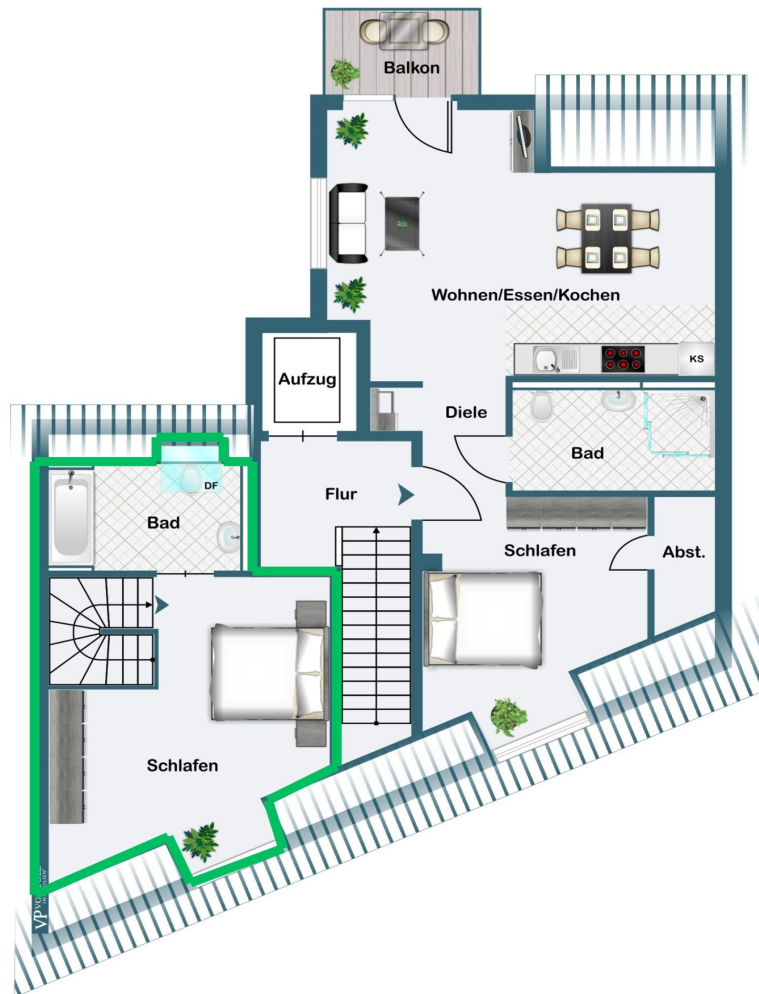 Balkon
Wohnen/Essen/Kochen
KS
Aufzug
Diele
Bad
DF
Bad
Flur
Schlafen
Abst.
Schlafen
VP